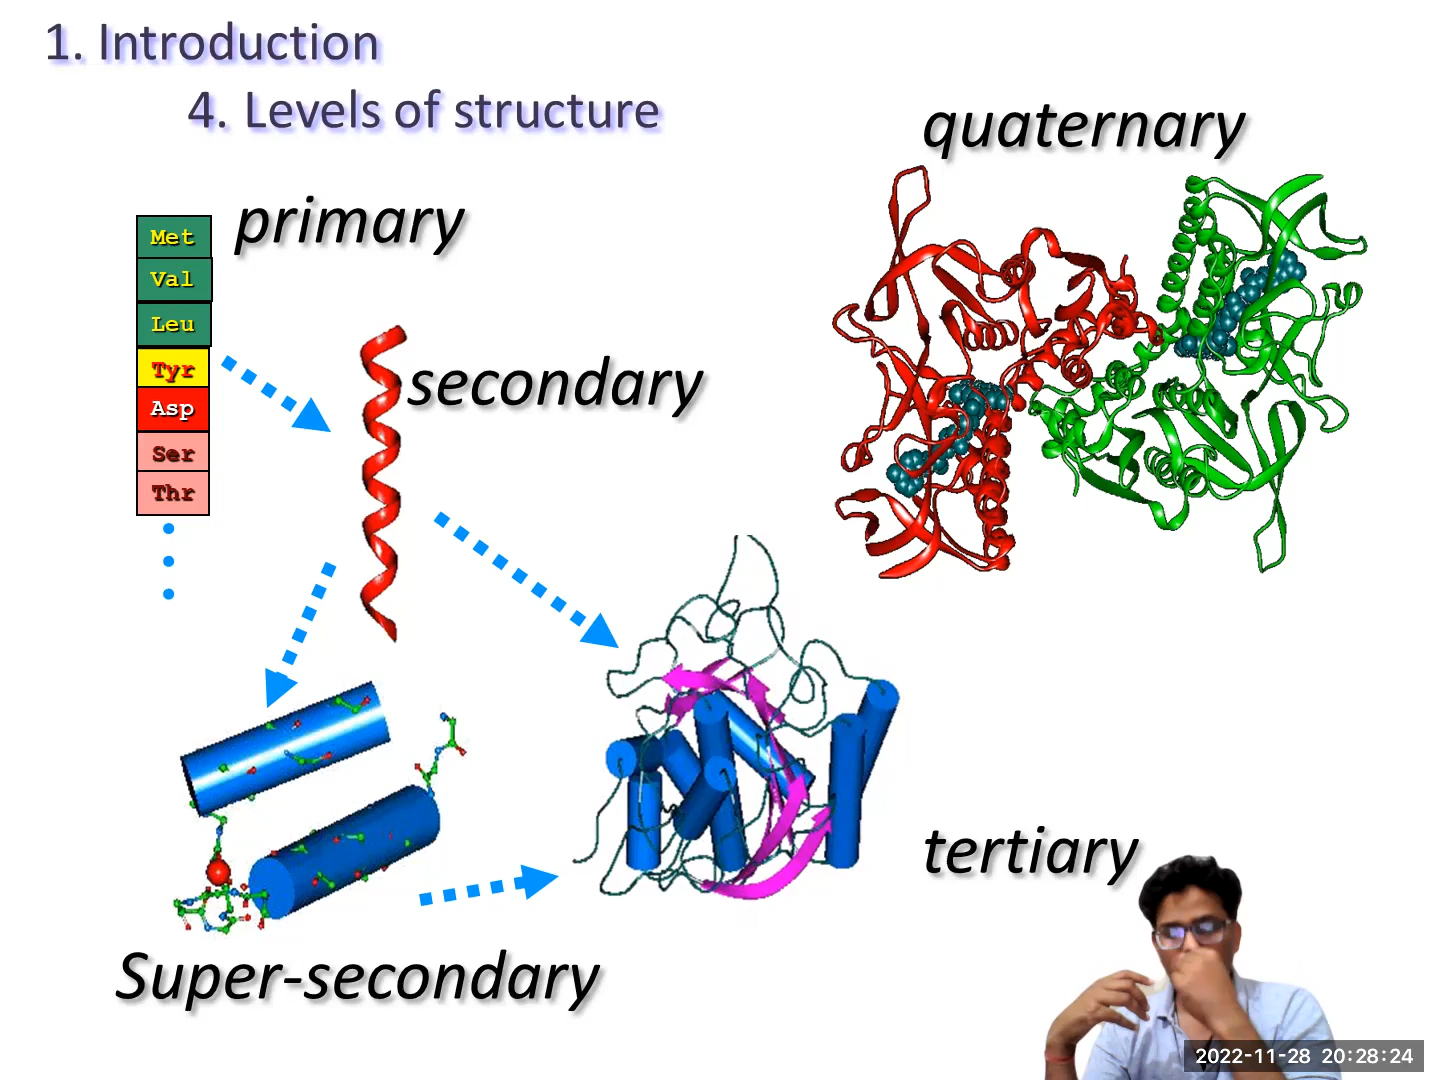 1. Introduction
4. Levels of structure
quaternary
primary
Met
Val
Leu
Tyr
Asp
Ser
Thr
secondary
tertiary
Super-secondary
2022-11-28 20:28:24